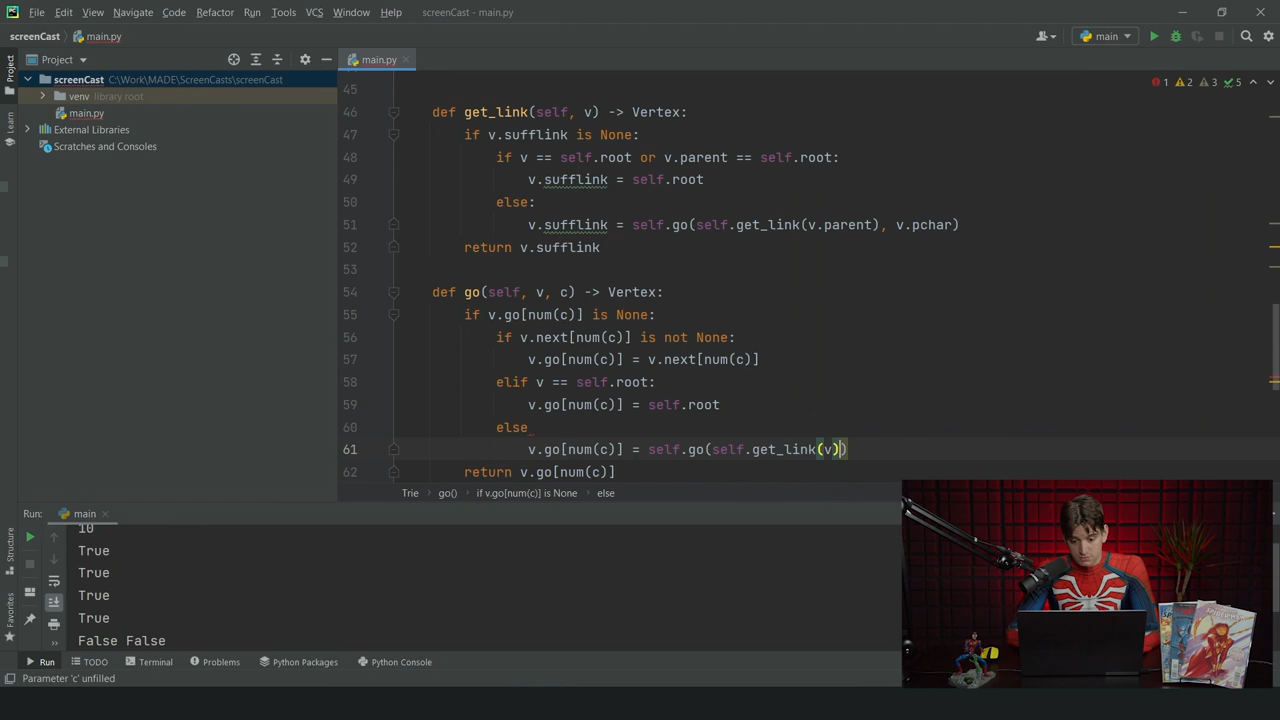 File Edit View Navigate Code Refactor Run Tools VCS Window Help screenCast - main.py
screenCast main.py main
Project main.py
screenCast C:\Work\MADE\ScreenCasts\screenCast
venv library root
main.py
External Libraries
Scratches and Consoles
Project
Learn
Structure
Favorites
1 2 3 5
45
46 def get_link(self, v) -> Vertex:
47 if v.sufflink is None:
48 if v == self.root or v.parent == self.root:
49 v.sufflink = self.root
50 else:
51 v.sufflink = self.go(self.get_link(v.parent), v.pchar)
52 return v.sufflink
53
54 def go(self, v, c) -> Vertex:
55 if v.go[num(c)] is None:
56 if v.next[num(c)] is not None:
57 v.go[num(c)] = v.next[num(c)]
58 elif v == self.root:
59 v.go[num(c)] = self.root
60 else
61 v.go[num(c)] = self.go(self.get_link(v))
62 return v.go[num(c)]
Trie go() if v.go[num(c)] is None else
Run: main
10
True
True
True
True
False False
Run TODO Terminal Problems Python Packages Python Console
Parameter 'c' unfilled